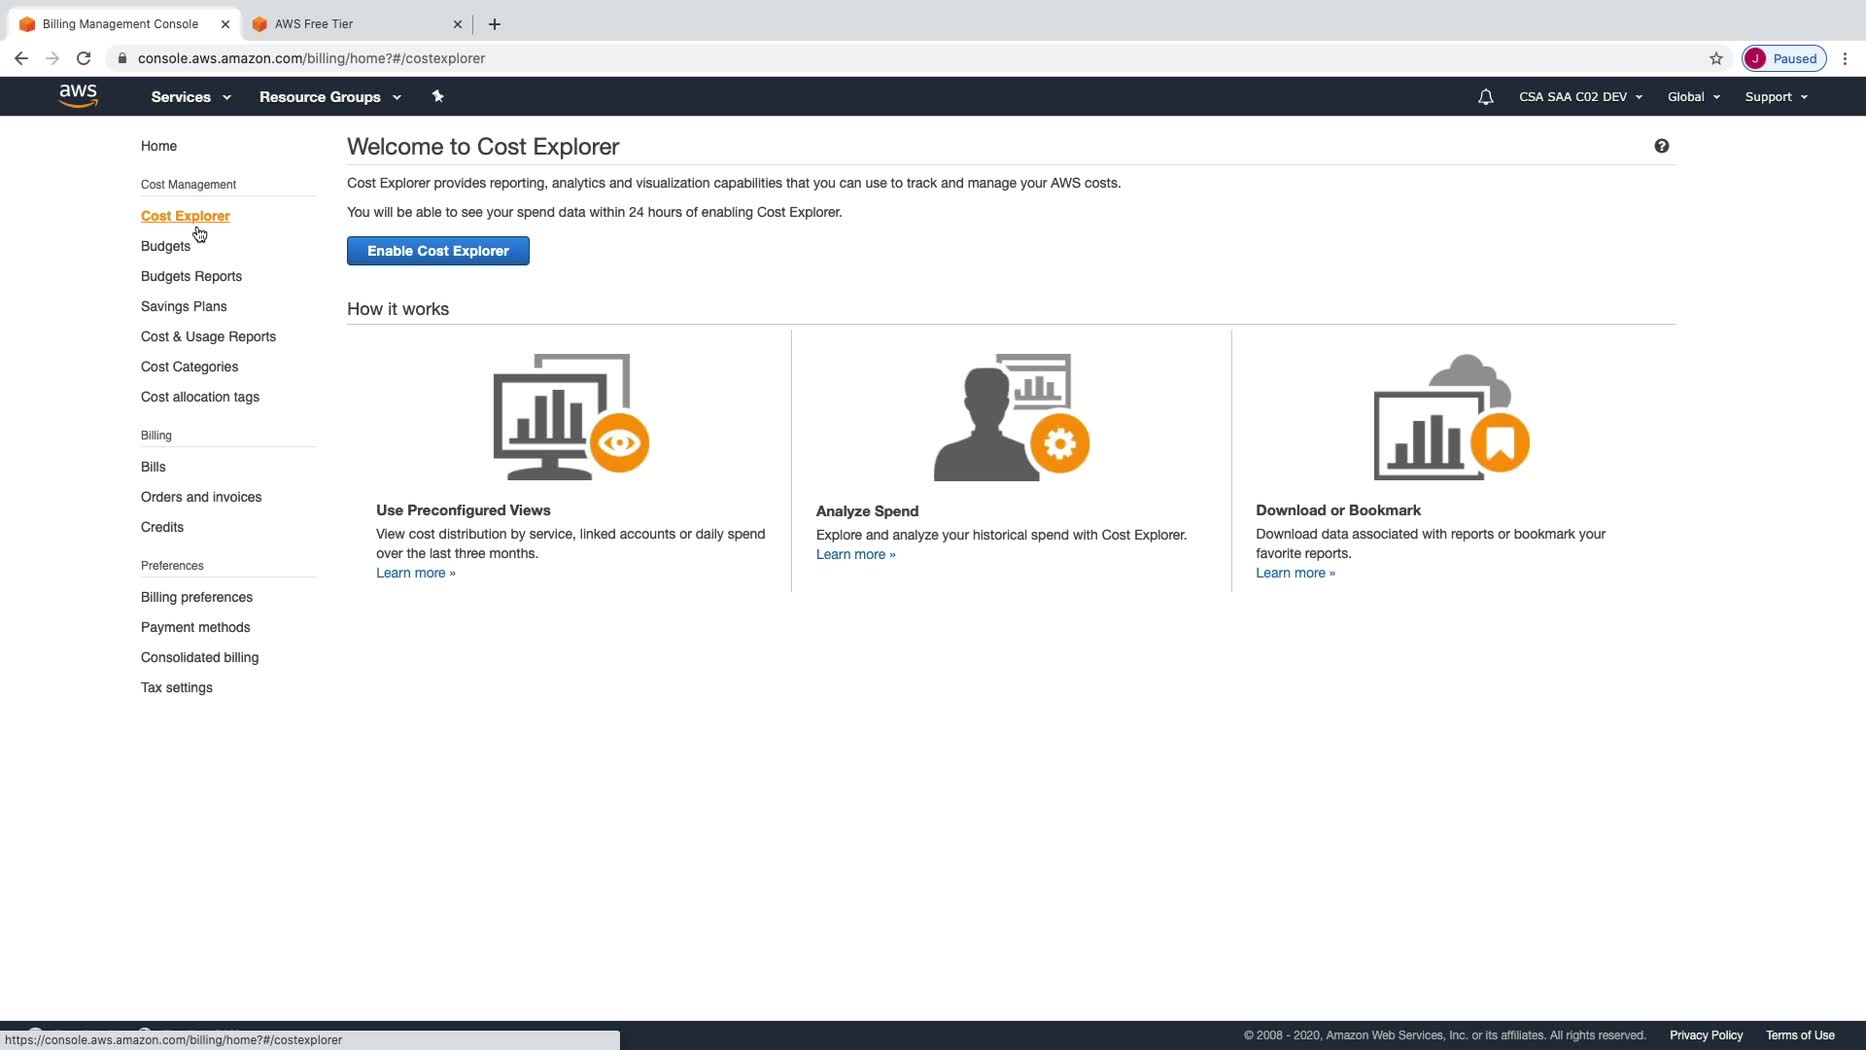 Billing Management Console
AWS Free Tier
console.aws.amazon.com/billing/home?#/costexplorer
J Paused
aws Services Resource Groups CSA SAA C02 DEV Global Support
Home
Cost Management
Cost Explorer
Budgets
Budgets Reports
Savings Plans
Cost & Usage Reports
Cost Categories
Cost allocation tags
Billing
Bills
Orders and invoices
Credits
Preferences
Billing preferences
Payment methods
Consolidated billing
Tax settings
Welcome to Cost Explorer
Cost Explorer provides reporting, analytics and visualization capabilities that you can use to track and manage your AWS costs.
You will be able to see your spend data within 24 hours of enabling Cost Explorer.
Enable Cost Explorer
How it works
Use Preconfigured Views
View cost distribution by service, linked accounts or daily spend
over the last three months.
Learn more »
Analyze Spend
Explore and analyze your historical spend with Cost Explorer.
Learn more »
Download or Bookmark
Download data associated with reports or bookmark your
favorite reports.
Learn more »
https://console.aws.amazon.com/billing/home?#/costexplorer
© 2008 - 2020, Amazon Web Services, Inc. or its affiliates. All rights reserved. Privacy Policy Terms of Use